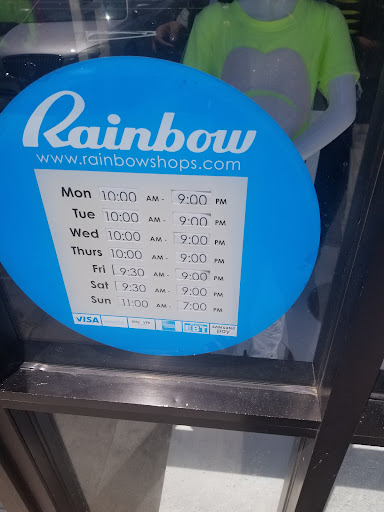 Rainbow
www.rainbowshops.com
Mon 10:00 AM - 9:00 PM
Tue 10:00 AM - 9:00 PM
Wed 10:00 AM - 9:00 PM
Thurs 10:00 AM - 9:00 PM
Fri 9:30 AM - 9:00 PM
Sat 9:30 AM - 9:00 PM
Sun 11:00 AM - 7:00 PM
VISA EBT SAMSUNG pay